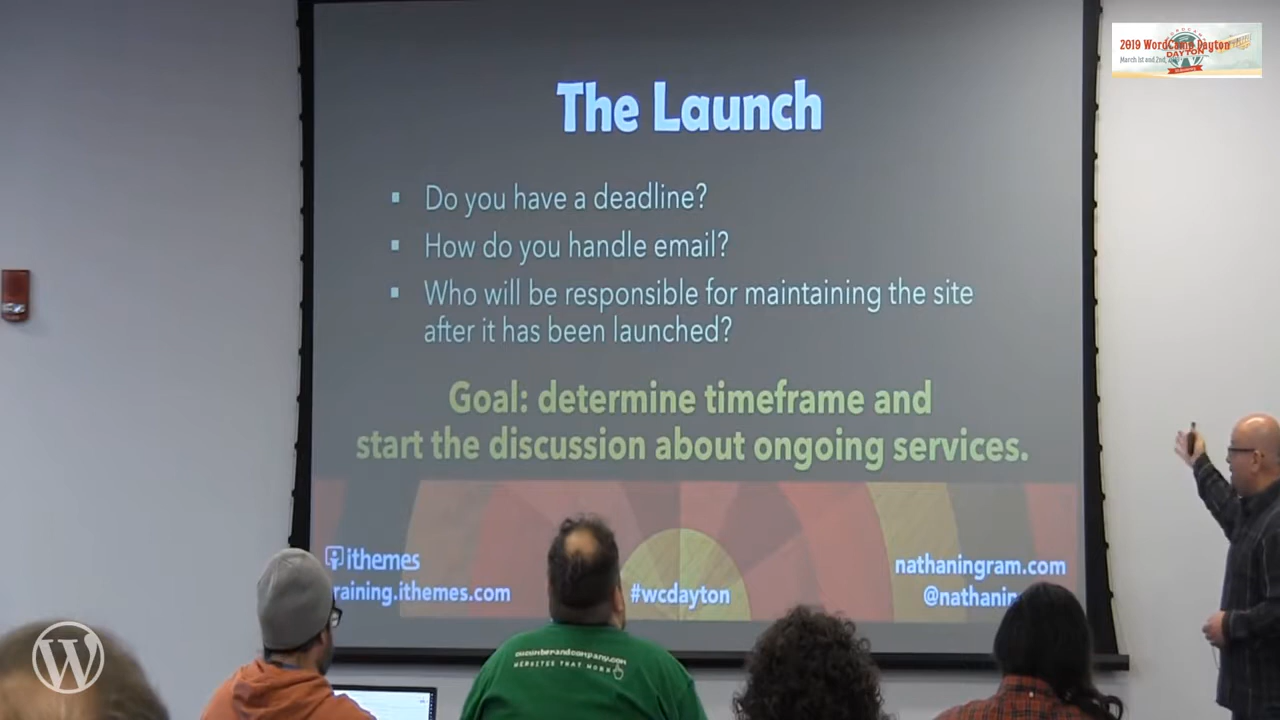 2019 WordCamp Dayton
March 1st and 2nd,
DAYTON
The Launch
▪ Do you have a deadline?
▪ How do you handle email?
▪ Who will be responsible for maintaining the site
after it has been launched?
Goal: determine timeframe and
start the discussion about ongoing services.
ithemes
raining.ithemes.com
#wcdayton
nathaningram.com
@nathanin
WEBSITES THAT WORK
W